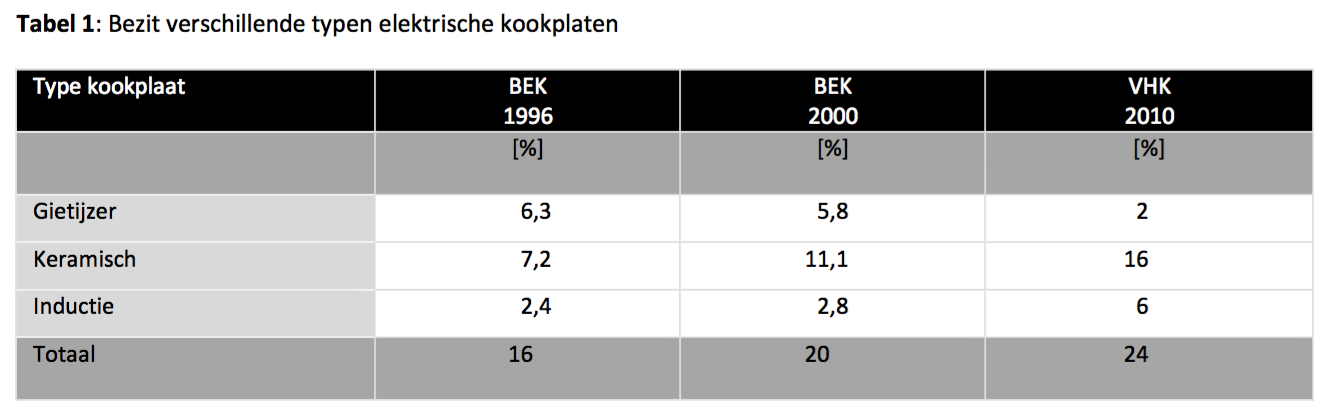 Tabel 1: Bezit verschillende typen elektrische kookplaten
Type kookplaat BEK 1996 BEK 2000 VHK 2010
[%] [%] [%]
Gietijzer 6,3 5,8 2
Keramisch 7,2 11,1 16
Inductie 2,4 2,8 6
Totaal 16 20 24